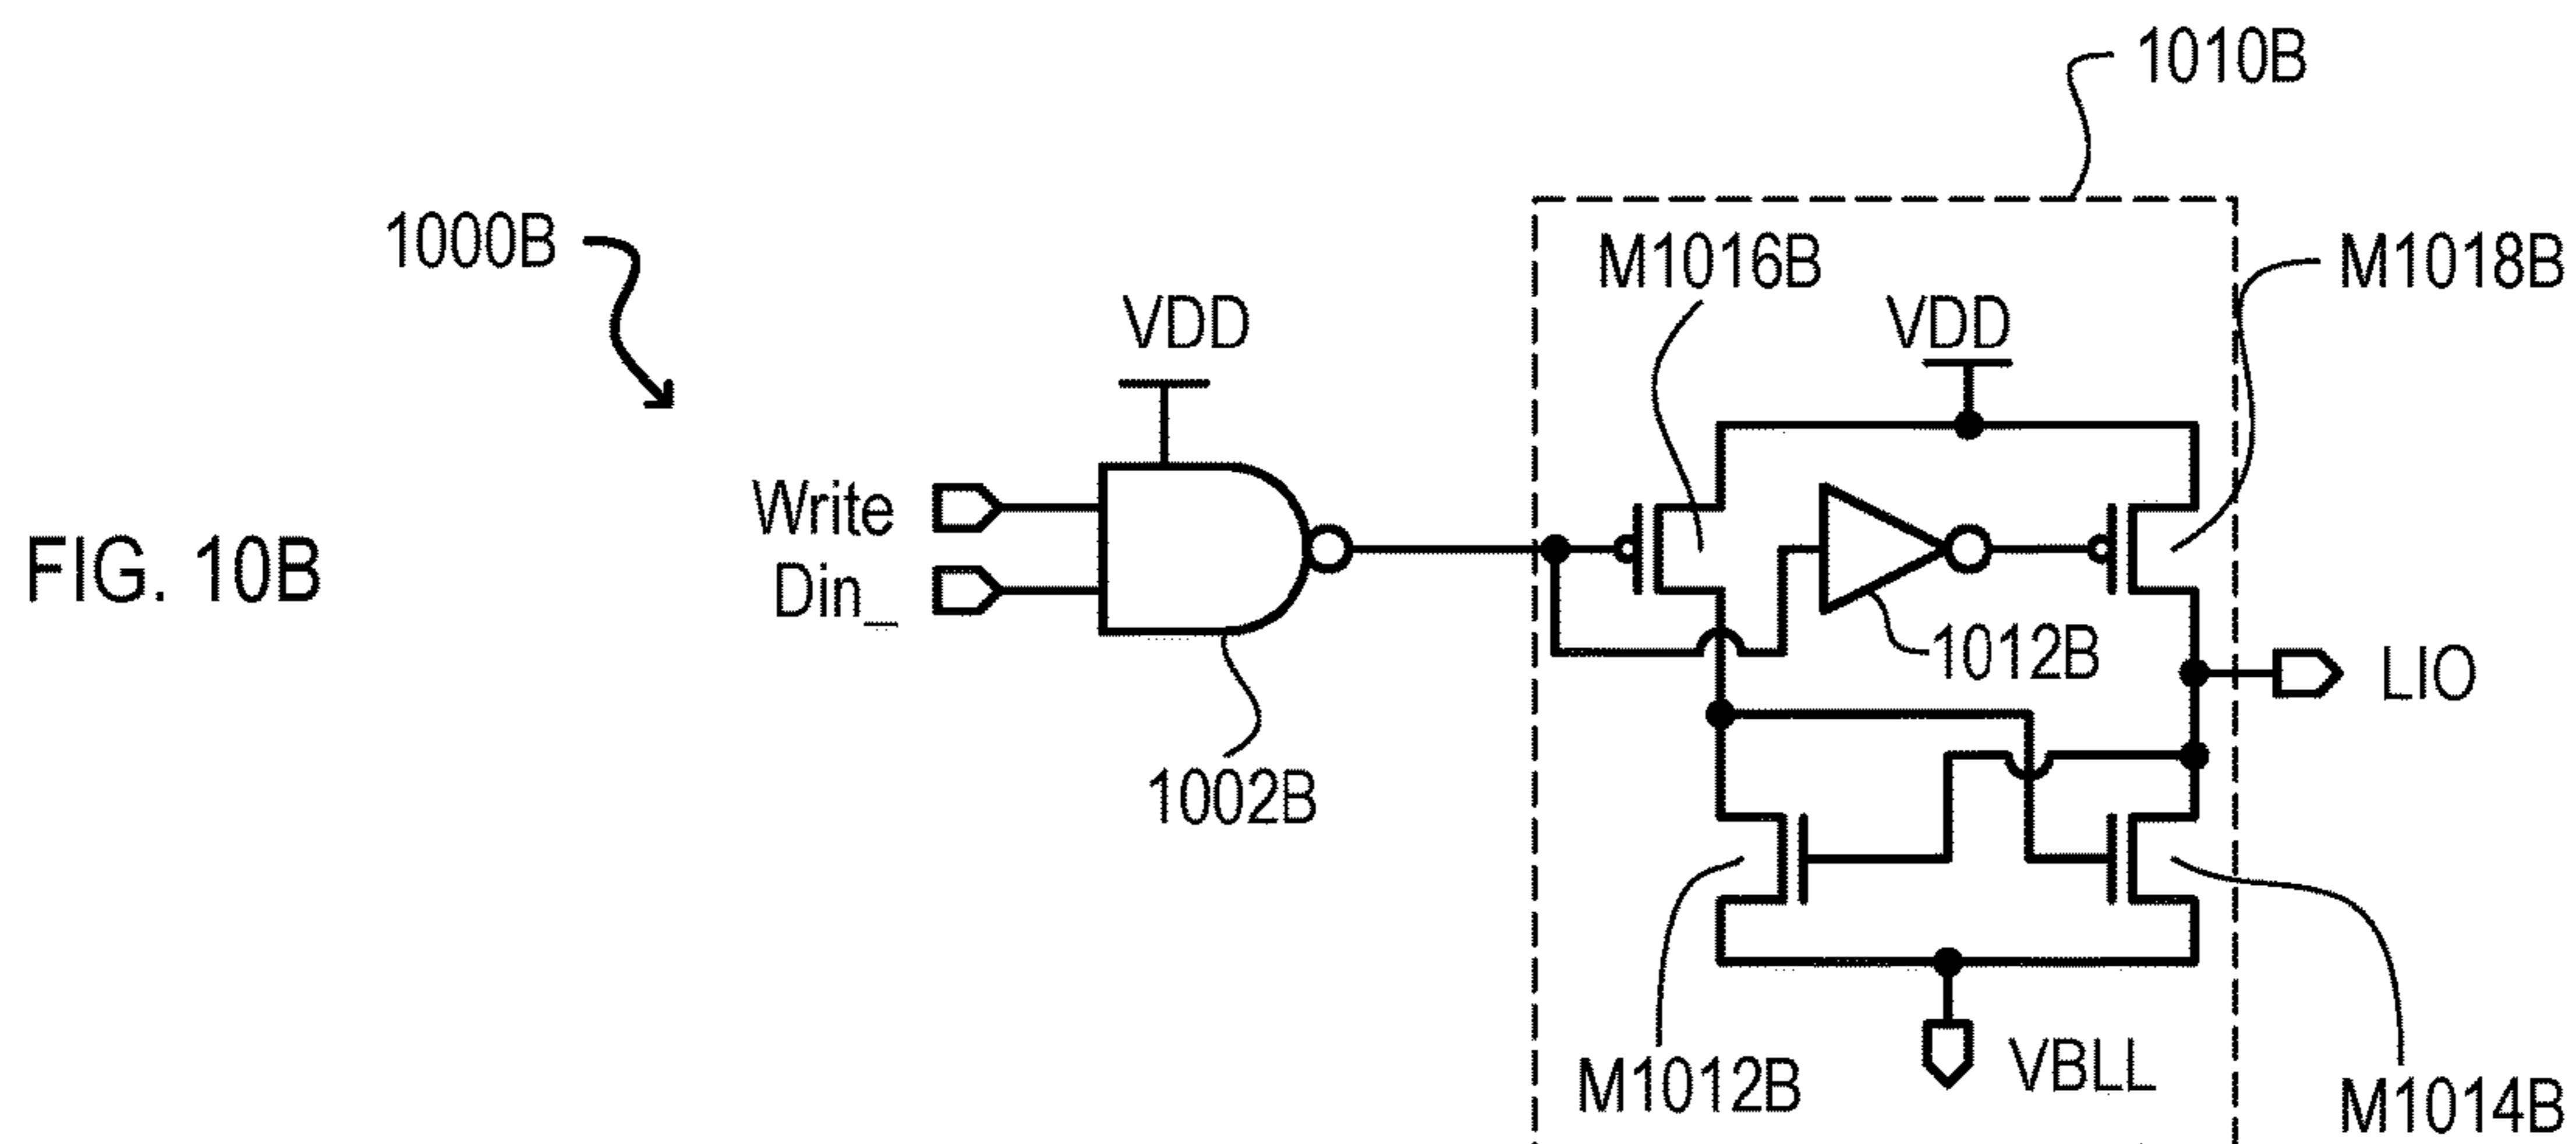 1010B
1000B
M1016B
M1018B
VDD
VDD
Write
FIG. 10B
Din_
1012B
LIO
1002B
VBLL
M1012B
M1014B